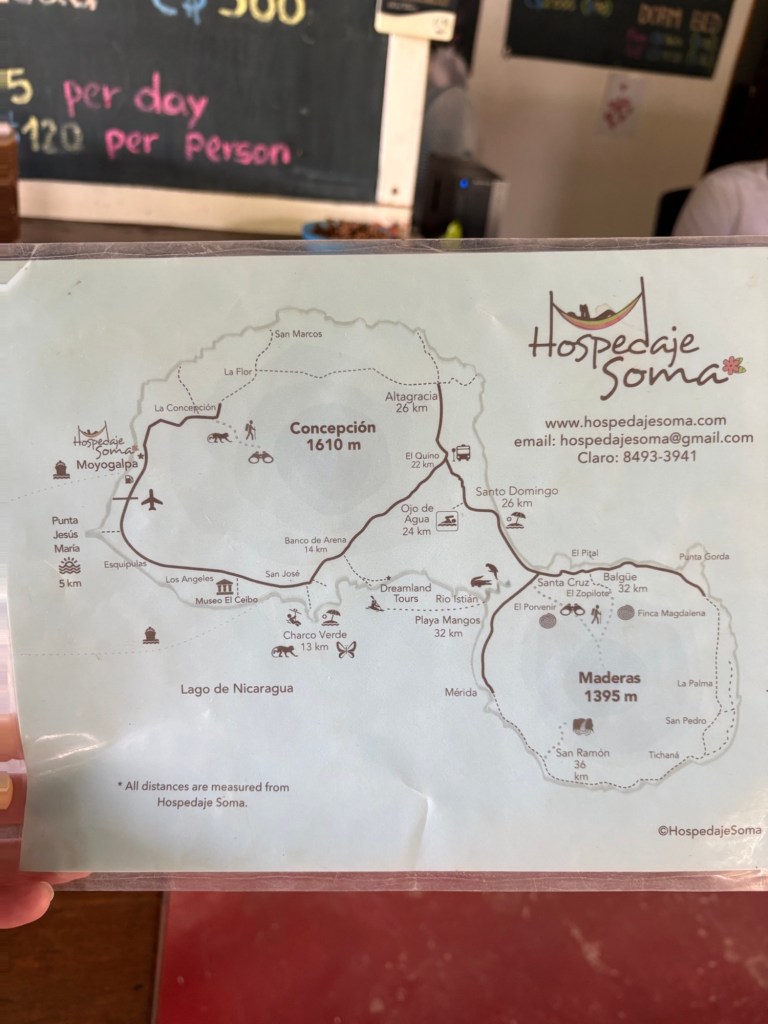 C$ 300
5 per day
120 per person
DORM BED
Hospedaje
Soma
www.hospedajesoma.com
email: hospedajesoma@gmail.com
Claro: 8493-3941
San Marcos
La Flor
La Concepción
Altagracia
26 km
Concepción
1610 m
Hospedaje
Soma
Moyogalpa
El Quino
22 km
Santo Domingo
26 km
Ojo de
Agua
24 km
Punta
Jesús
María
5 km
Banco de Arena
14 km
Esquipulas
Los Angeles
San José
Museo El Ceibo
El Pital
Punta Gorda
Santa Cruz
Balgüe
32 km
El Zopilote
Dreamland
Tours
Rio Istián
El Porvenir
Finca Magdalena
Playa Mangos
32 km
Charco Verde
13 km
Maderas
1395 m
La Palma
Lago de Nicaragua
Mérida
San Pedro
San Ramón
36
km
Tichaná
* All distances are measured from
Hospedaje Soma.
©HospedajeSoma